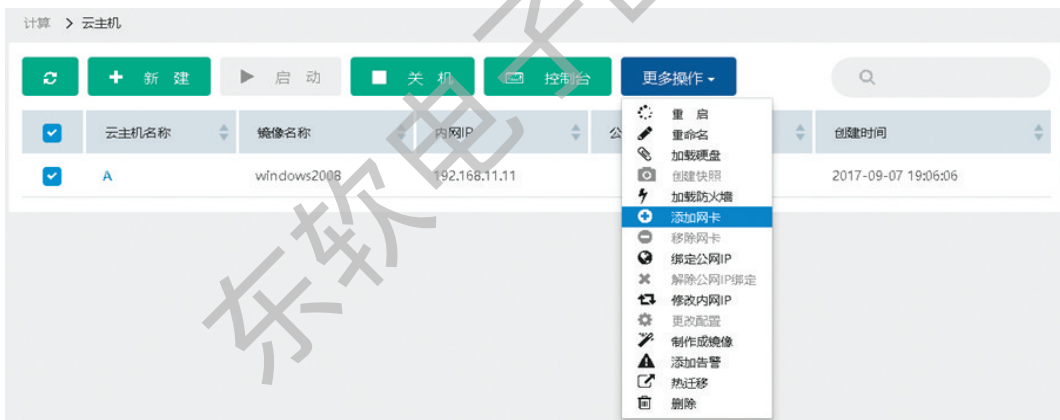 计算 > 云主机
新 建 启 动 关 机 控制台 更多操作
云主机名称 镜像名称 内网IP 公 创建时间
A windows2008 192.168.11.11 2017-09-07 19:06:06
重 启
重命名
加载硬盘
创建快照
加载防火墙
添加网卡
移除网卡
绑定公网IP
解除公网IP绑定
修改内网IP
更改配置
制作成镜像
添加告警
热迁移
删除
东软电子